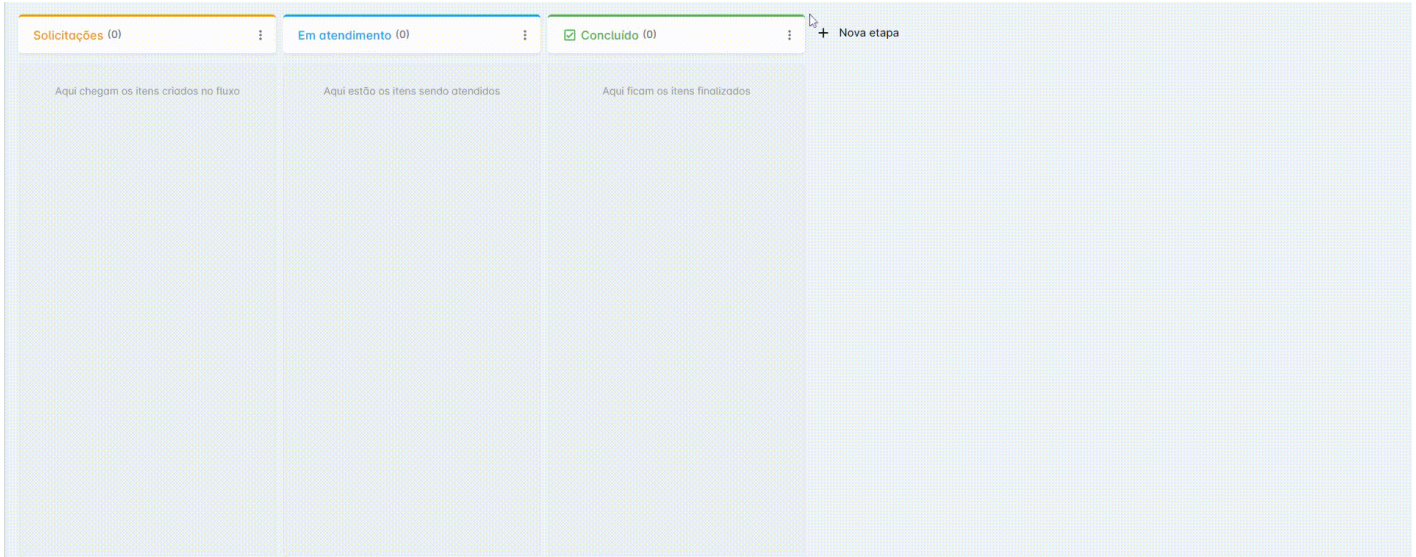 Solicitações (0)
Em atendimento (0)
Concluído (0)
+ Nova etapa
Aqui chegam os itens criados no fluxo
Aqui estão os itens sendo atendidos
Aqui ficam os itens finalizados